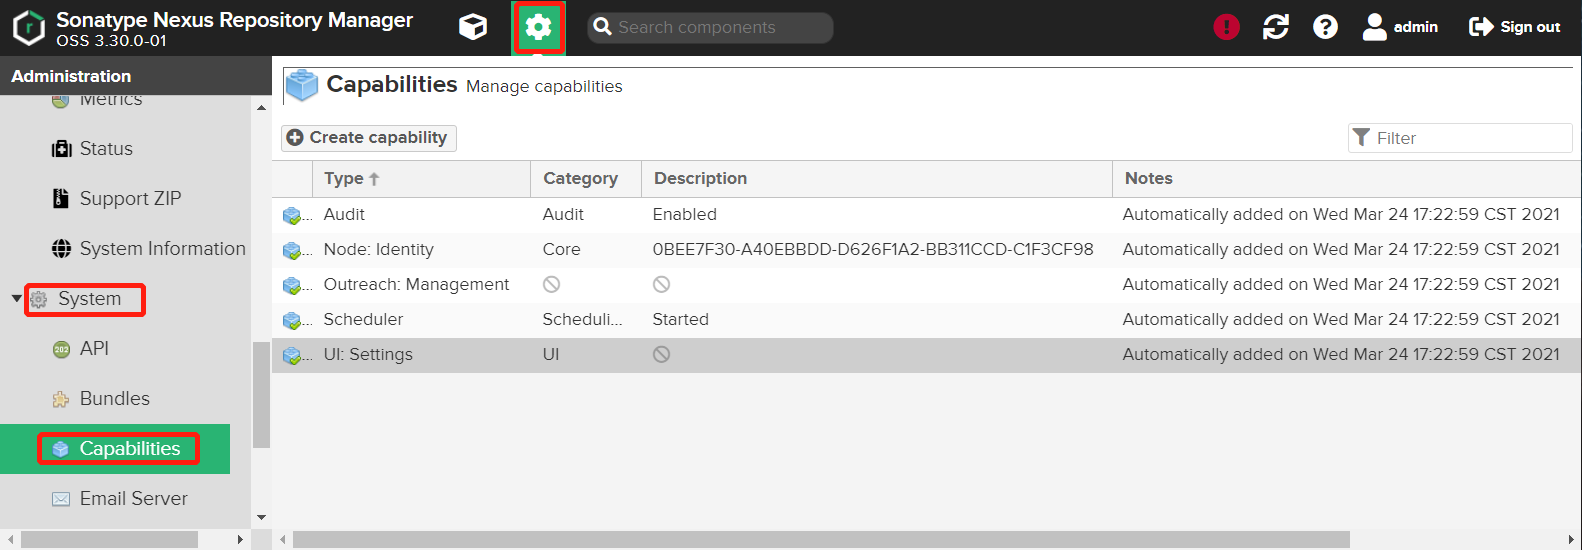 Sonatype Nexus Repository Manager
OSS 3.30.0-01
Search components
admin
Sign out
Administration
Metrics
Status
Support ZIP
System Information
System
API
Bundles
Capabilities
Email Server
Capabilities Manage capabilities
Create capability
Filter
Type Category Description Notes
... Audit Audit Enabled Automatically added on Wed Mar 24 17:22:59 CST 2021
... Node: Identity Core 0BEE7F30-A40EBBDD-D626F1A2-BB311CCD-C1F3CF98 Automatically added on Wed Mar 24 17:22:59 CST 2021
... Outreach: Management Automatically added on Wed Mar 24 17:22:59 CST 2021
... Scheduler Scheduli... Started Automatically added on Wed Mar 24 17:22:59 CST 2021
... UI: Settings UI Automatically added on Wed Mar 24 17:22:59 CST 2021